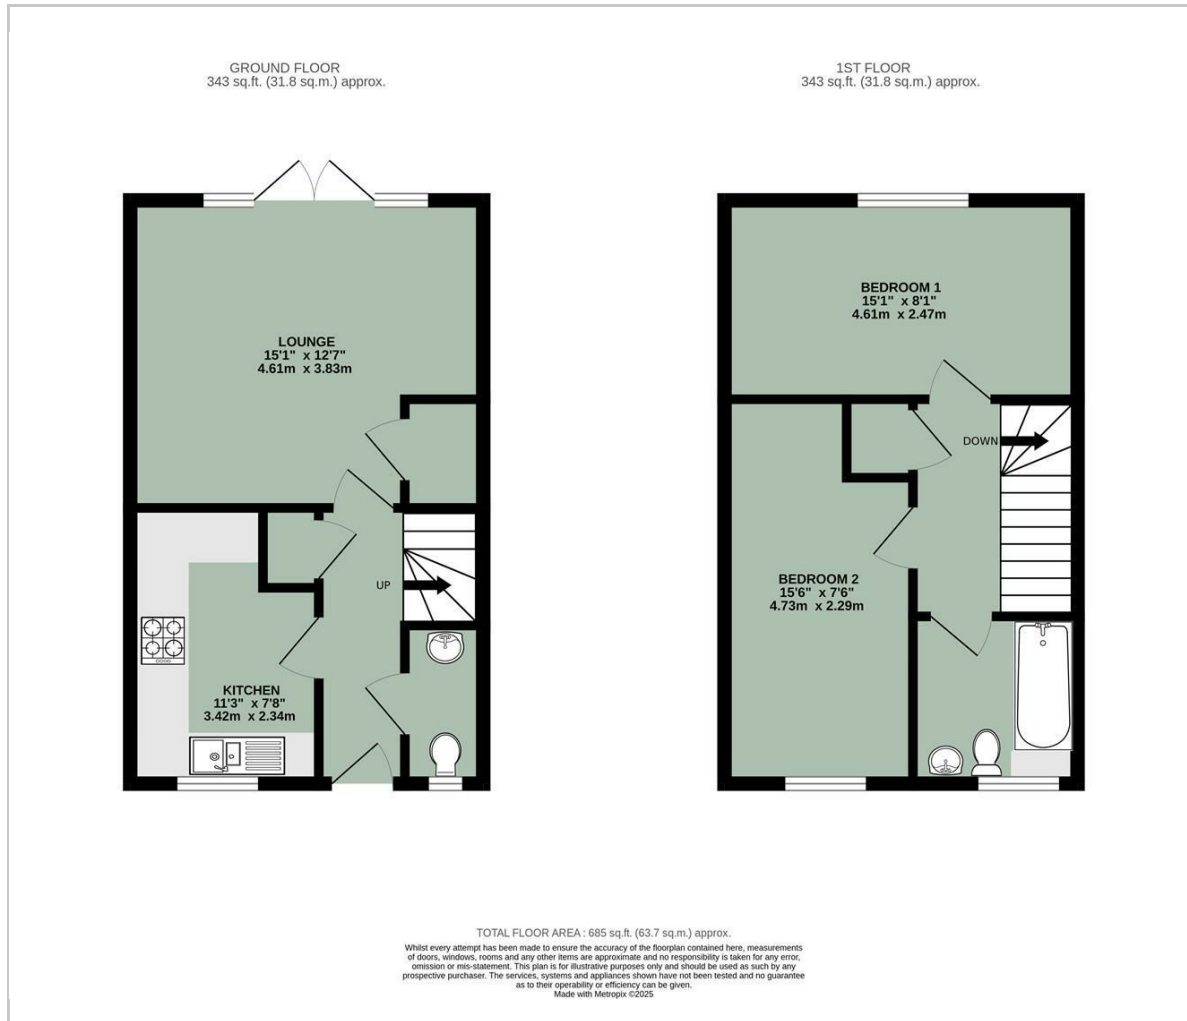 GROUND FLOOR
343 sq.ft. (31.8 sq.m.) approx.
1ST FLOOR
343 sq.ft. (31.8 sq.m.) approx.
LOUNGE
15'1" x 12'7"
4.61m x 3.83m
UP
KITCHEN
11'3" x 7'8"
3.42m x 2.34m
BEDROOM 1
15'1" x 8'1"
4.61m x 2.47m
DOWN
BEDROOM 2
15'6" x 7'6"
4.73m x 2.29m
TOTAL FLOOR AREA : 685 sq.ft. (63.7 sq.m.) approx.
Whilst every attempt has been made to ensure the accuracy of the floorplan contained here, measurements
of doors, windows, rooms and any other items are approximate and no responsibility is taken for any error,
omission or mis-statement. This plan is for illustrative purposes only and should be used as such by any
prospective purchaser. The services, systems and appliances shown have not been tested and no guarantee
as to their operability or efficiency can be given.
Made with Metropix ©2025